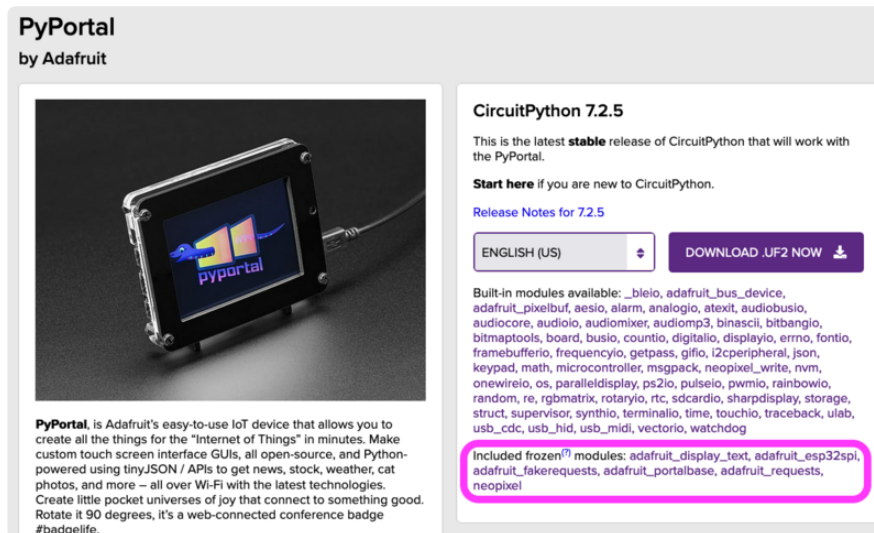 PyPortal
by Adafruit
pyportal
PyPortal, is Adafruit's easy-to-use IoT device that allows you to
create all the things for the "Internet of Things" in minutes. Make
custom touch screen interface GUIs, all open-source, and Python-
powered using tinyJSON / APIs to get news, stock, weather, cat
photos, and more – all over Wi-Fi with the latest technologies.
Create little pocket universes of joy that connect to something good.
Rotate it 90 degrees, it's a web-connected conference badge
#badgelife.
CircuitPython 7.2.5
This is the latest stable release of CircuitPython that will work with
the PyPortal.
Start here if you are new to CircuitPython.
Release Notes for 7.2.5
ENGLISH (US)
DOWNLOAD .UF2 NOW
Built-in modules available: _bleio, adafruit_bus_device,
adafruit_pixelbuf, aesio, alarm, analogio, atexit, audiobusio,
audiocore, audioio, audiomixer, audiomp3, binascii, bitbangio,
bitmaptools, board, busio, countio, digitalio, displayio, errno, fontio,
framebufferio, frequencyio, getpass, gifio, i2cperipheral, json,
keypad, math, microcontroller, msgpack, neopixel_write, nvm,
onewireio, os, paralleldisplay, ps2io, pulseio, pwmio, rainbowio,
random, re, rgbmatrix, rotaryio, rtc, sdcardio, sharpdisplay, storage,
struct, supervisor, synthio, terminalio, time, touchio, traceback, ulab,
usb_cdc, usb_hid, usb_midi, vectorio, watchdog
Included frozen(?) modules: adafruit_display_text, adafruit_esp32spi,
adafruit_fakerequests, adafruit_portalbase, adafruit_requests,
neopixel